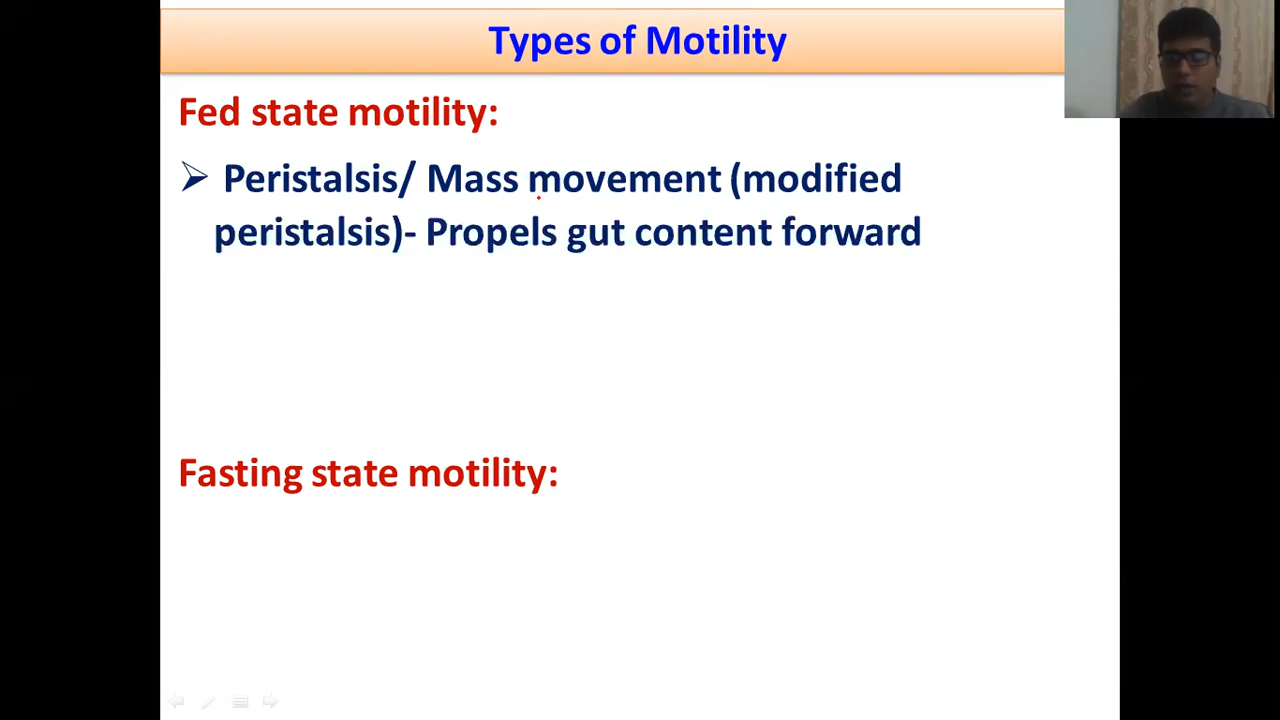 Types of Motility
Fed state motility:
Peristalsis/ Mass movement (modified
peristalsis)- Propels gut content forward
Fasting state motility: